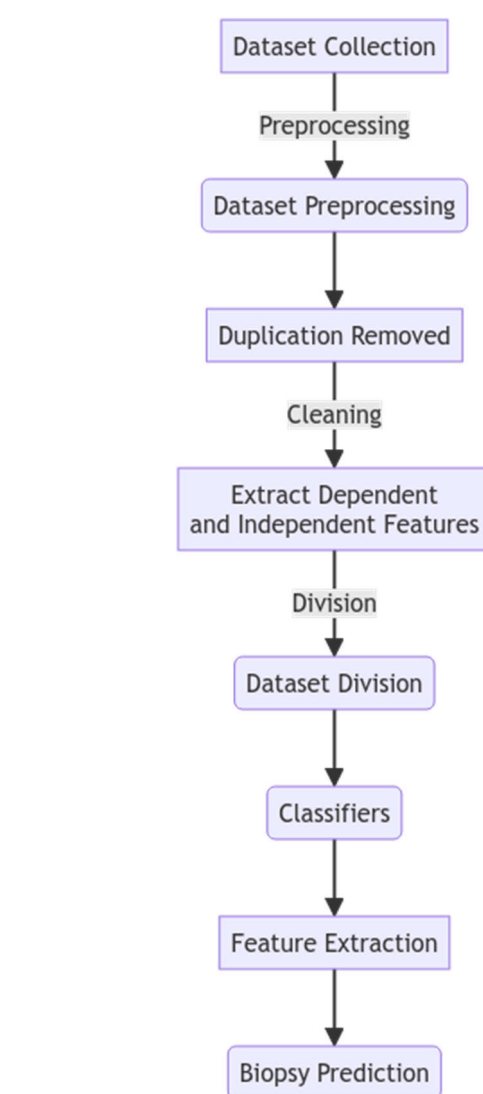 Dataset Collection
Preprocessing
Dataset Preprocessing
Duplication Removed
Cleaning
Extract Dependent
and Independent Features
Division
Dataset Division
Classifiers
Feature Extraction
Biopsy Prediction